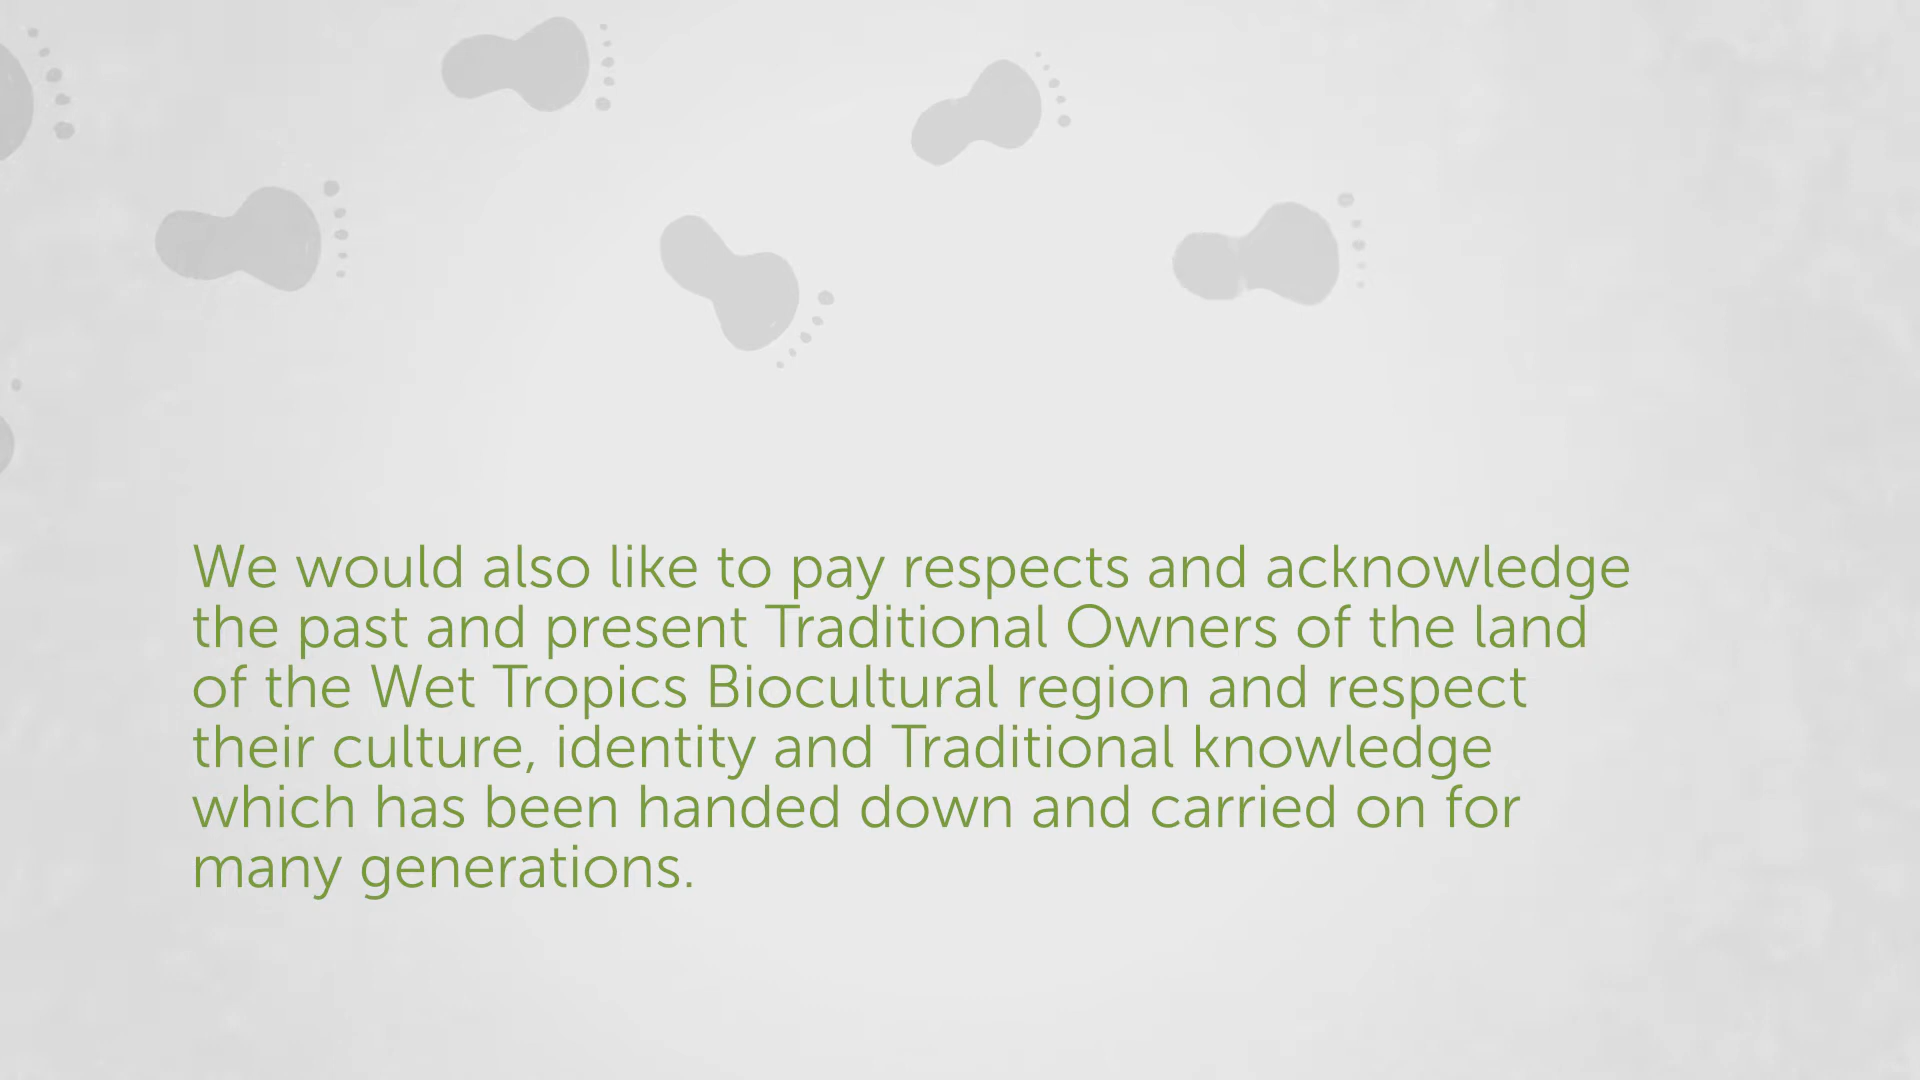 We would also like to pay respects and acknowledge
the past and present Traditional Owners of the land
of the Wet Tropics Biocultural region and respect
their culture, identity and Traditional knowledge
which has been handed down and carried on for
many generations.